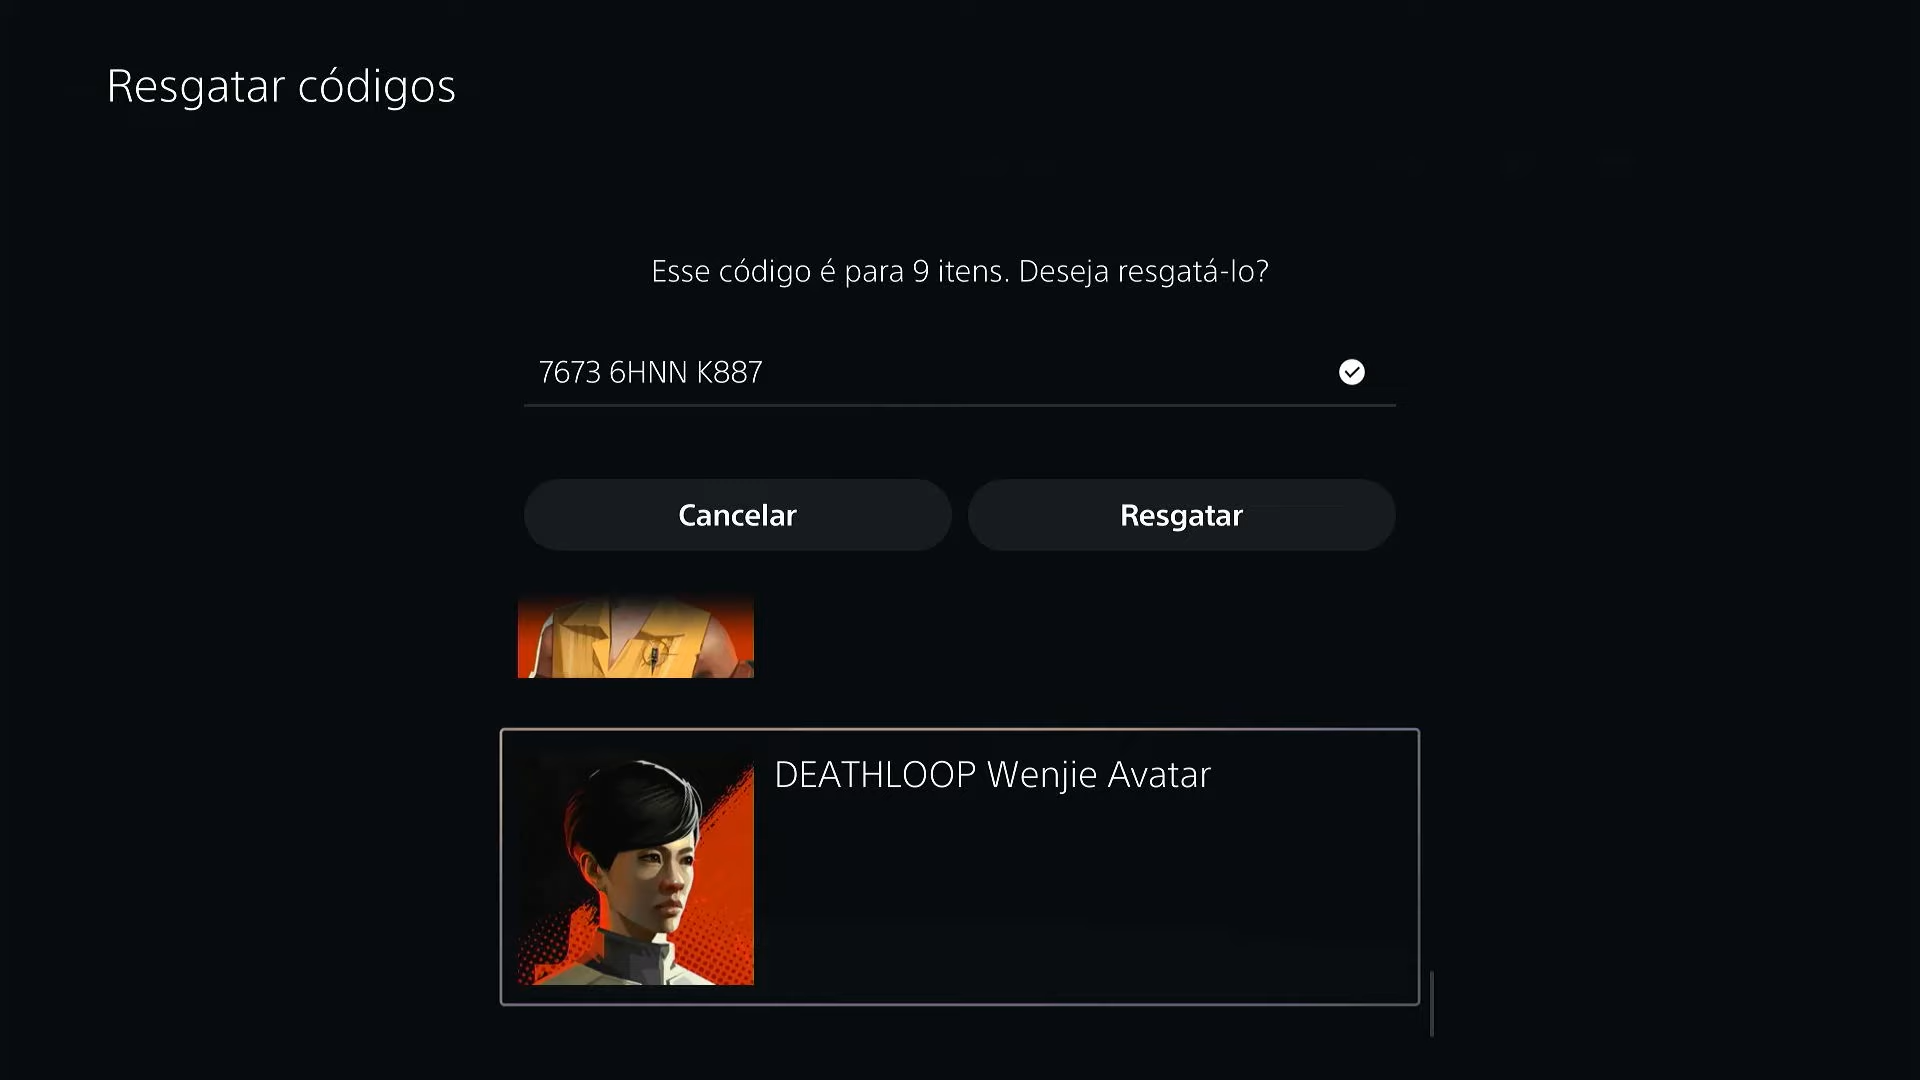 Resgatar códigos
Esse código é para 9 itens. Deseja resgatá-lo?
7673 6HNN K887
Cancelar
Resgatar
DEATHLOOP Wenjie Avatar